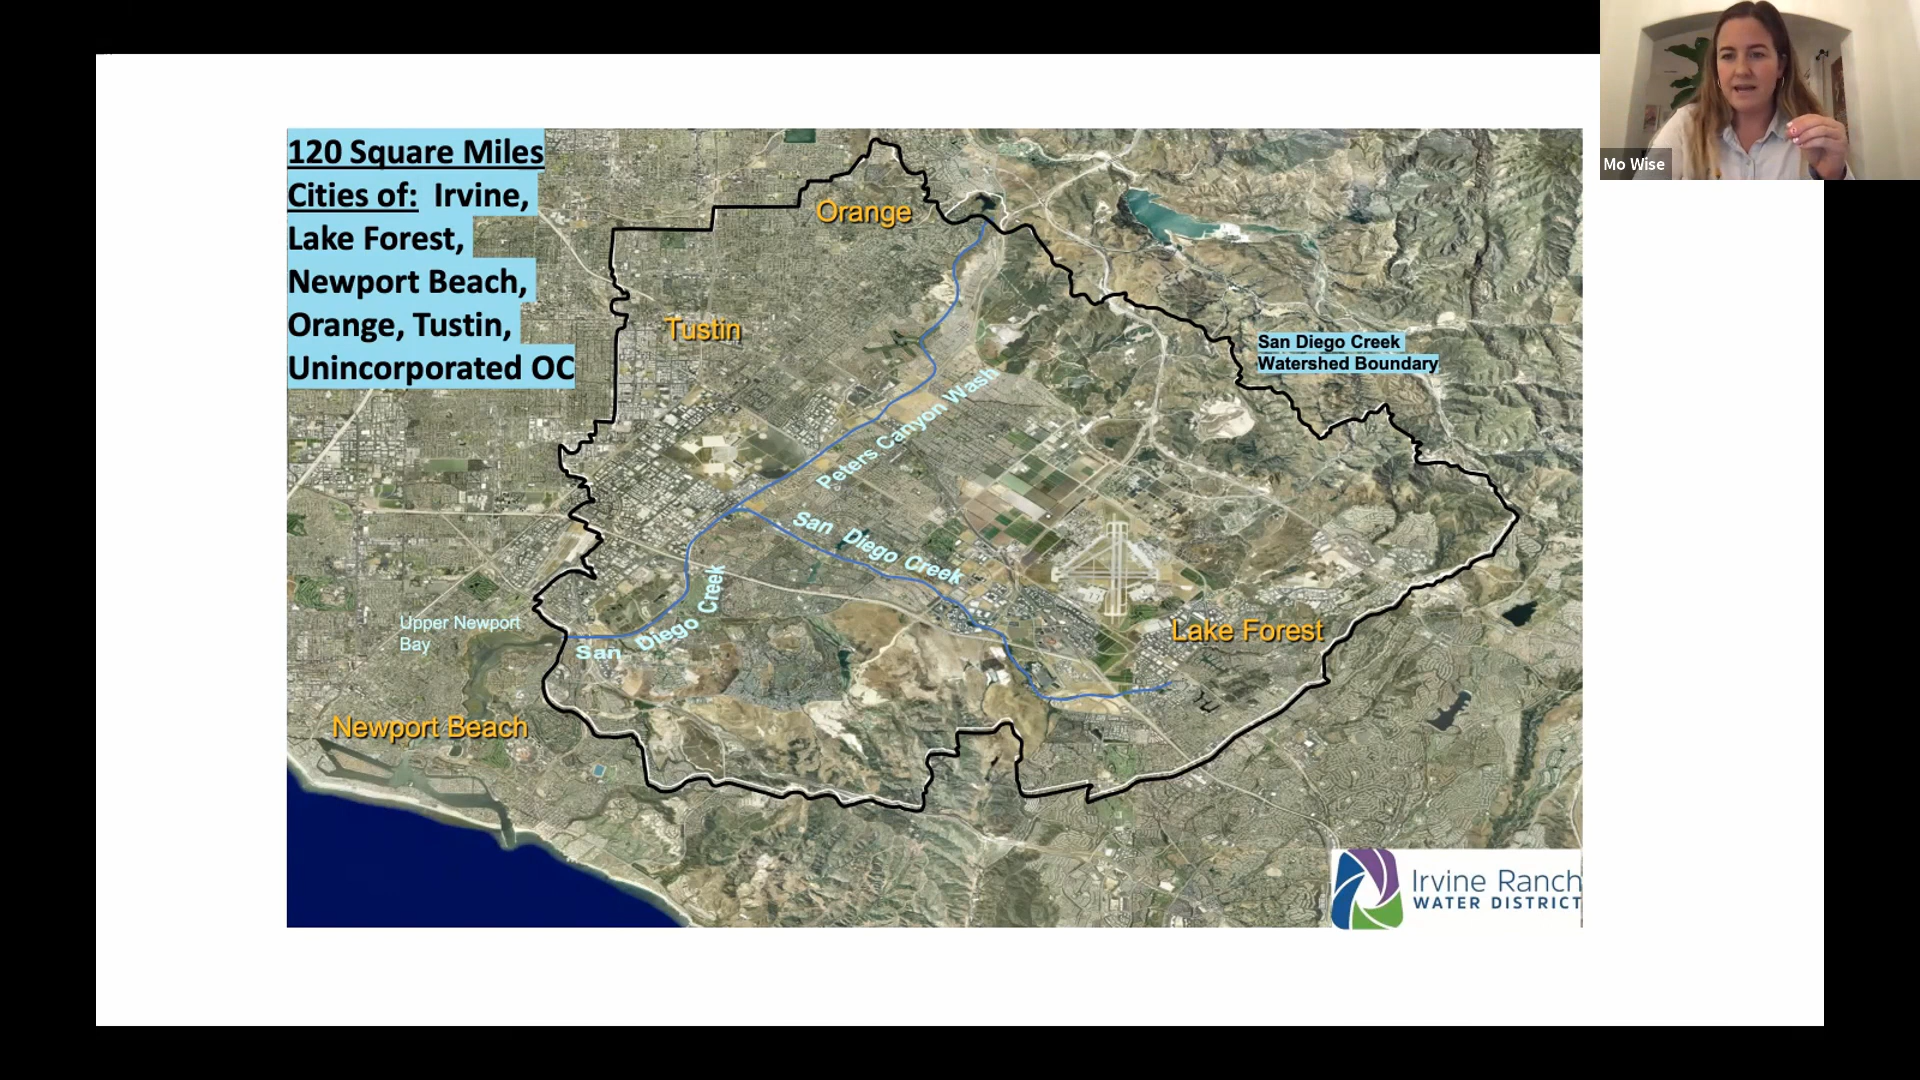 120 Square Miles
Cities of: Irvine,
Lake Forest,
Newport Beach,
Orange, Tustin,
Unincorporated OC
Orange
Tustin
San Diego Creek
Watershed Boundary
Peters Canyon Wash
San Diego Creek
San Diego Creek
Upper Newport
Bay
Lake Forest
Newport Beach
Irvine Ranch
WATER DISTRICT
Mo Wise